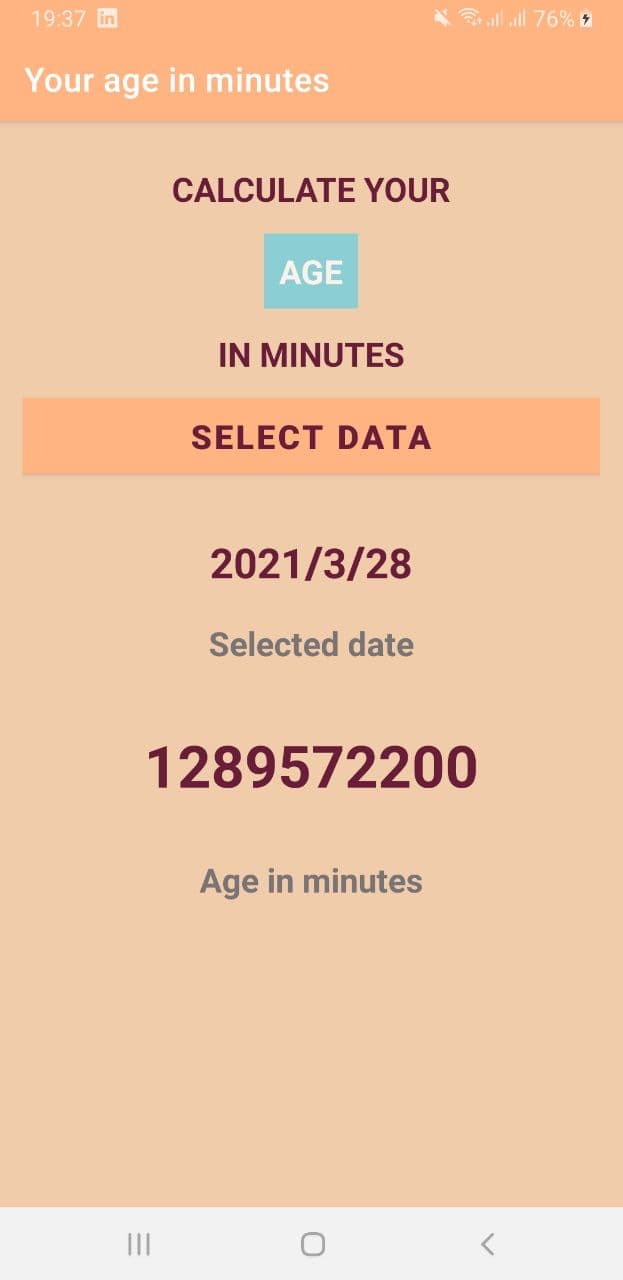 19:37 in 76%
Your age in minutes
CALCULATE YOUR
AGE
IN MINUTES
SELECT DATA
2021/3/28
Selected date
1289572200
Age in minutes